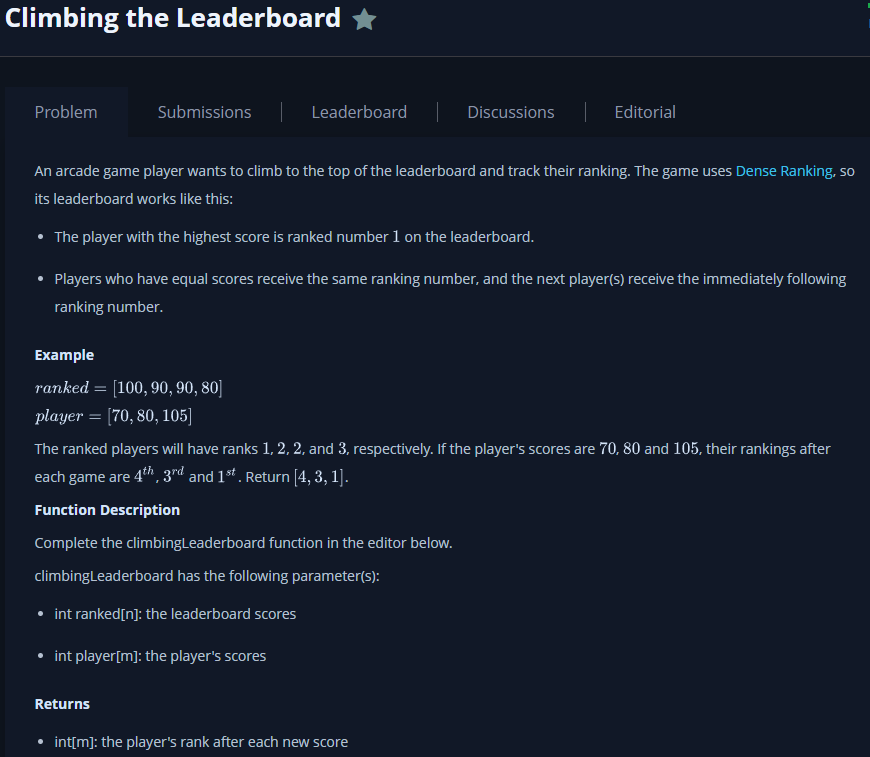 Climbing the Leaderboard
Problem Submissions Leaderboard Discussions Editorial
An arcade game player wants to climb to the top of the leaderboard and track their ranking. The game uses Dense Ranking, so
its leaderboard works like this:
• The player with the highest score is ranked number 1 on the leaderboard.
• Players who have equal scores receive the same ranking number, and the next player(s) receive the immediately following
ranking number.
Example
ranked = [100, 90, 90, 80]
player = [70, 80, 105]
The ranked players will have ranks 1, 2, 2, and 3, respectively. If the player's scores are 70, 80 and 105, their rankings after
each game are 4th, 3rd and 1st. Return [4, 3, 1].
Function Description
Complete the climbingLeaderboard function in the editor below.
climbingLeaderboard has the following parameter(s):
• int ranked[n]: the leaderboard scores
• int player[m]: the player's scores
Returns
• int[m]: the player's rank after each new score